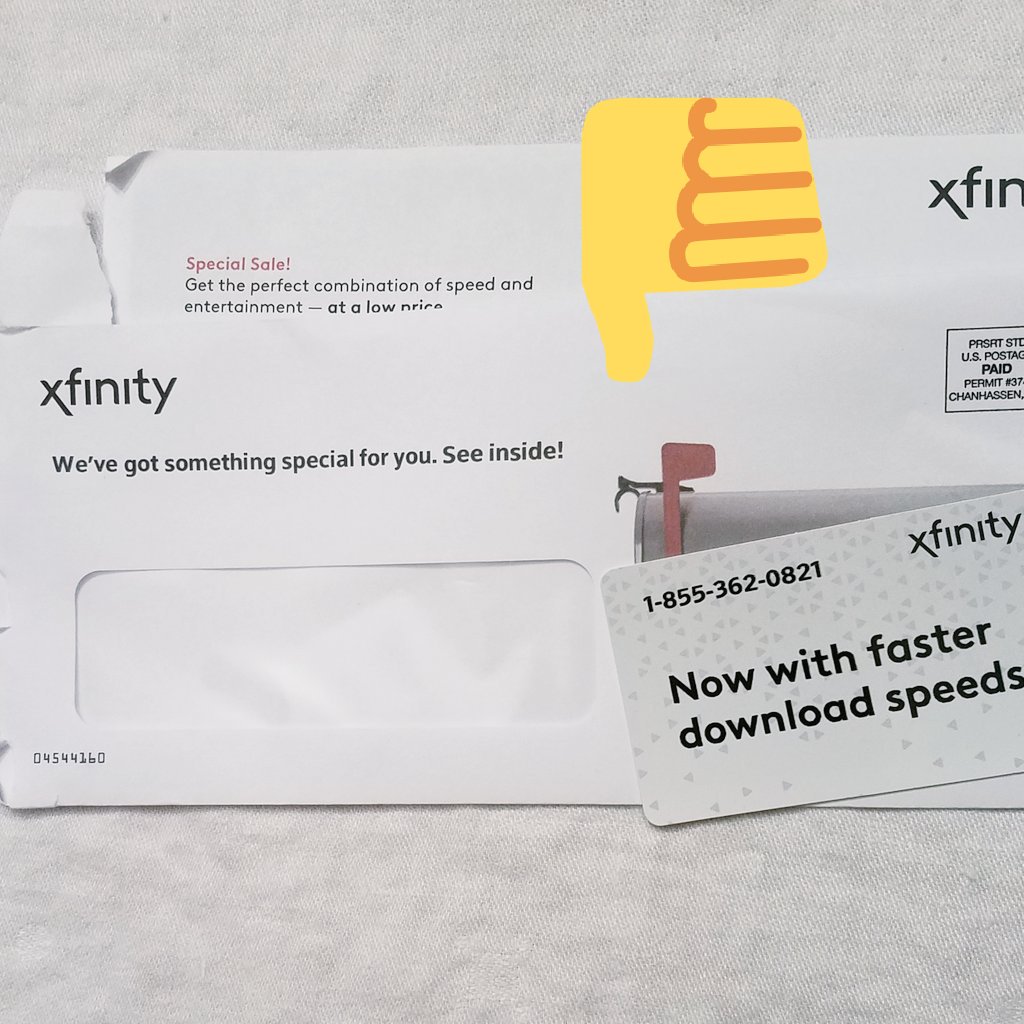 xfin
Special Sale!
Get the perfect combination of speed and
entertainment — at a low price
xfinity
We've got something special for you. See inside!
PRSRT STD
U.S. POSTAG
PAID
PERMIT #37
CHANHASSEN,
xfinity
1-855-362-0821
Now with faster
download speeds
04544160